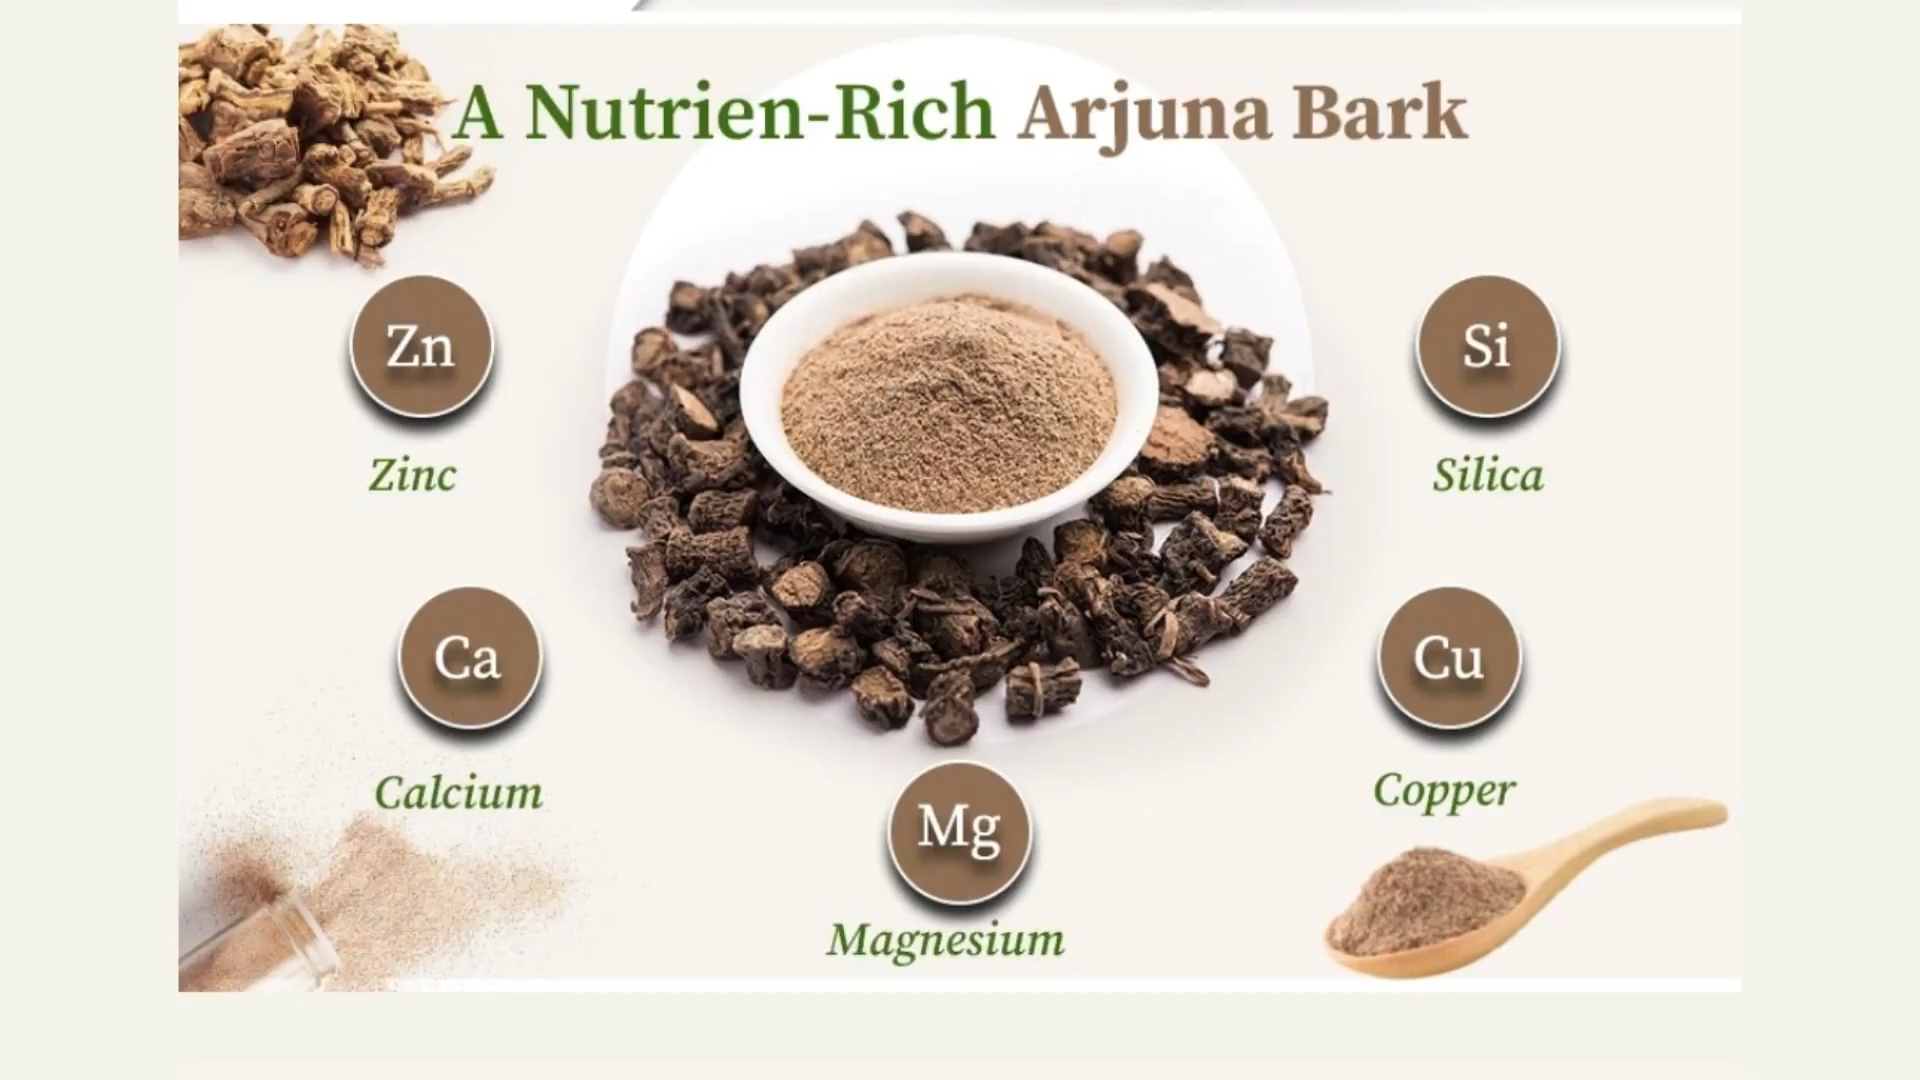 A Nutrien-Rich Arjuna Bark
Zn
Zinc
Si
Silica
Ca
Calcium
Cu
Copper
Mg
Magnesium